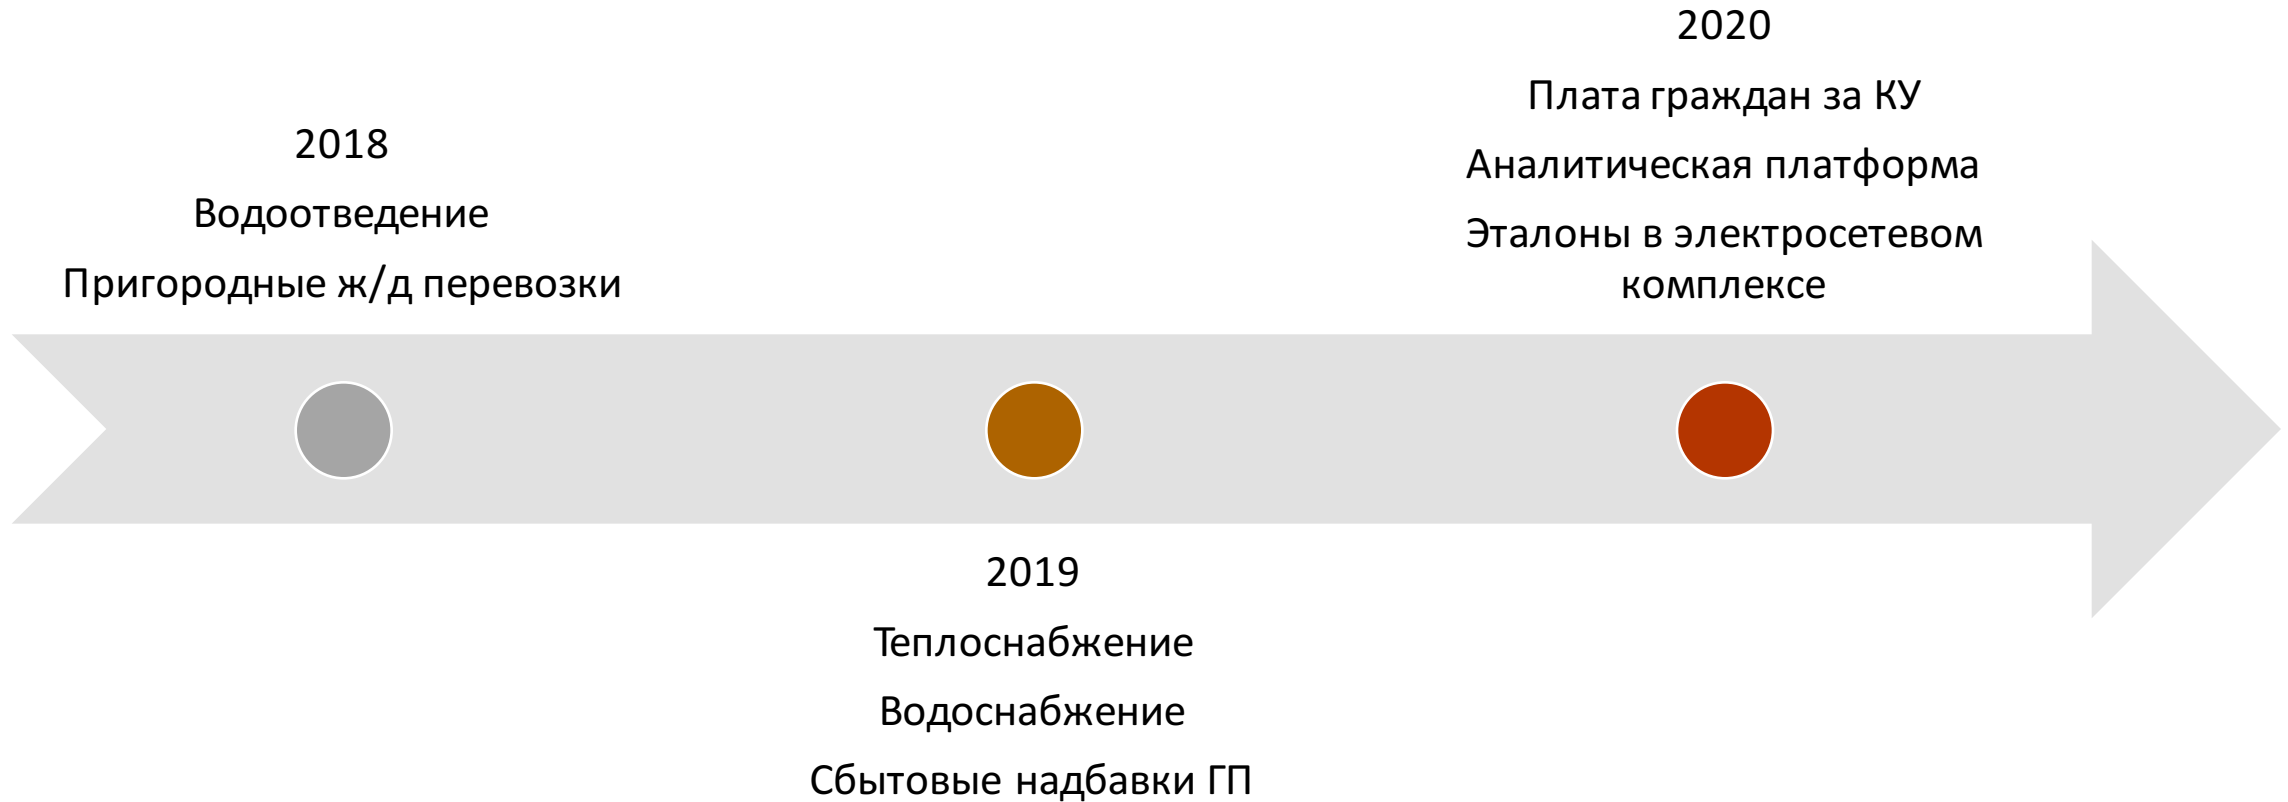 2018
Водоотведение
Пригородные ж/д перевозки
2019
Теплоснабжение
Водоснабжение
Сбытовые надбавки ГП
2020
Плата граждан за КУ
Аналитическая платформа
Эталоны в электросетевом
комплексе